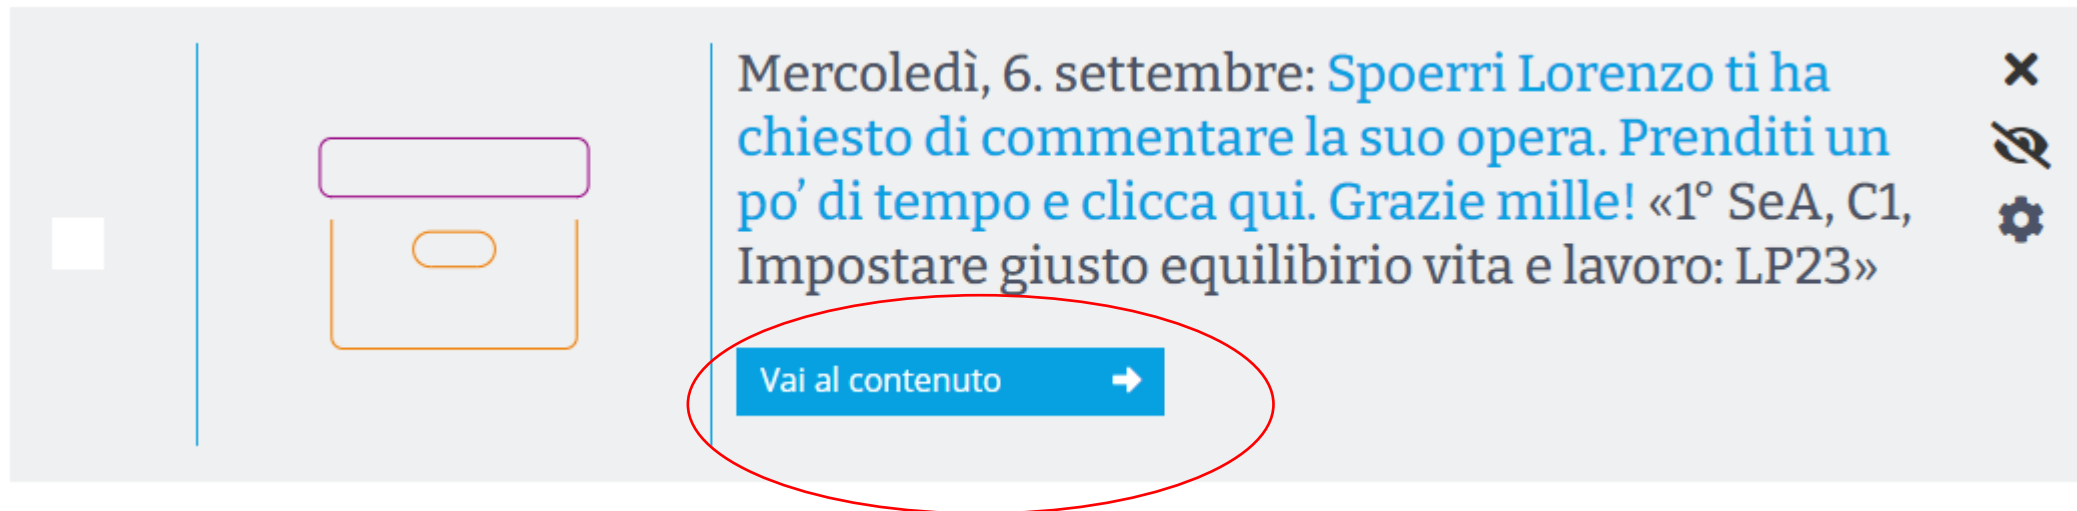 Mercoledì, 6. settembre: Spoerri Lorenzo ti ha
chiesto di commentare la suo opera. Prenditi un
po’ di tempo e clicca qui. Grazie mille! «1° SeA, C1,
Impostare giusto equilibirio vita e lavoro: LP23»
Vai al contenuto